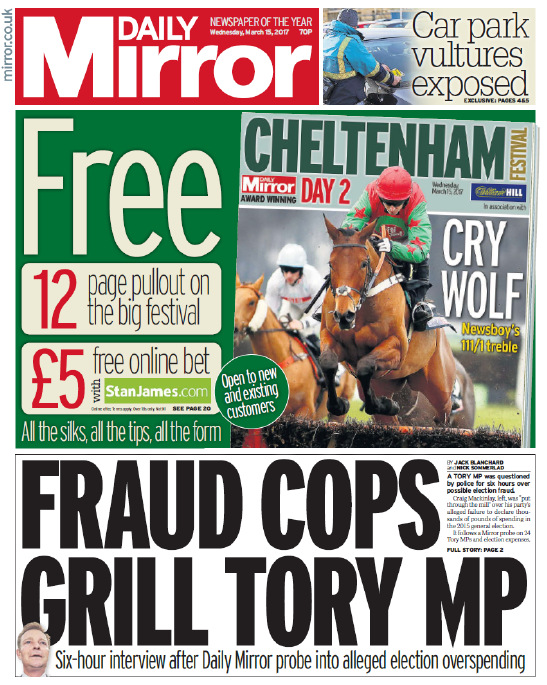 mirror.co.uk
DAILY
Mirror
NEWSPAPER OF THE YEAR
Wednesday, March 15, 2017 70P
Car park
vultures
exposed
EXCLUSIVE: PAGES 4&5
Free
12
page pullout on
the big festival
£5
with
free online bet
StanJames.com
SEE PAGE 20
Open to new
and existing
customers
All the silks, all the tips, all the form
CHELTENHAM
FESTIVAL
DAILY
Mirror
AWARD WINNING
DAY 2
Wednesday
March 15, 2017
William HILL
In association with
CRY
WOLF
Newsboy's
111/1 treble
FRAUD COPS
GRILL TORY MP
BY JACK BLANCHARD
and NICK SOMMERLAD
A TORY MP was questioned
by police for six hours over
possible election fraud.
Craig Mackinlay, left, was "put
through the mill" over his party's
alleged failure to declare thou-
sands of pounds of spending in
the 2015 general election.
It follows a Mirror probe on 24
Tory MPs and election expenses.
FULL STORY: PAGE 2
Six-hour interview after Daily Mirror probe into alleged election overspending